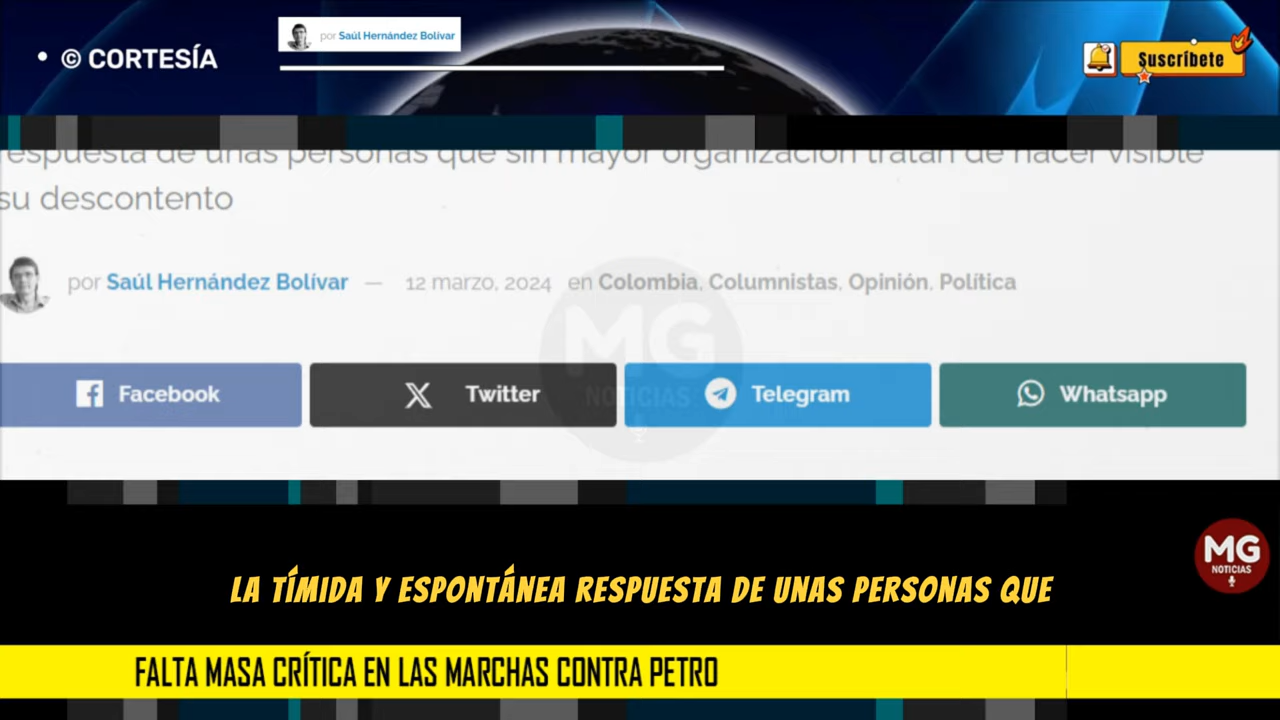 • © CORTESÍA
por Saúl Hernández Bolívar
Suscríbete
respuesta de unas personas que sin mayor organización tratan de hacer visible
su descontento
por Saúl Hernández Bolívar — 12 marzo, 2024 en Colombia, Columnistas, Opinión, Política
MG
NOTICIAS
Facebook
Twitter
Telegram
Whatsapp
MG
NOTICIAS
LA TÍMIDA Y ESPONTÁNEA RESPUESTA DE UNAS PERSONAS QUE
FALTA MASA CRÍTICA EN LAS MARCHAS CONTRA PETRO